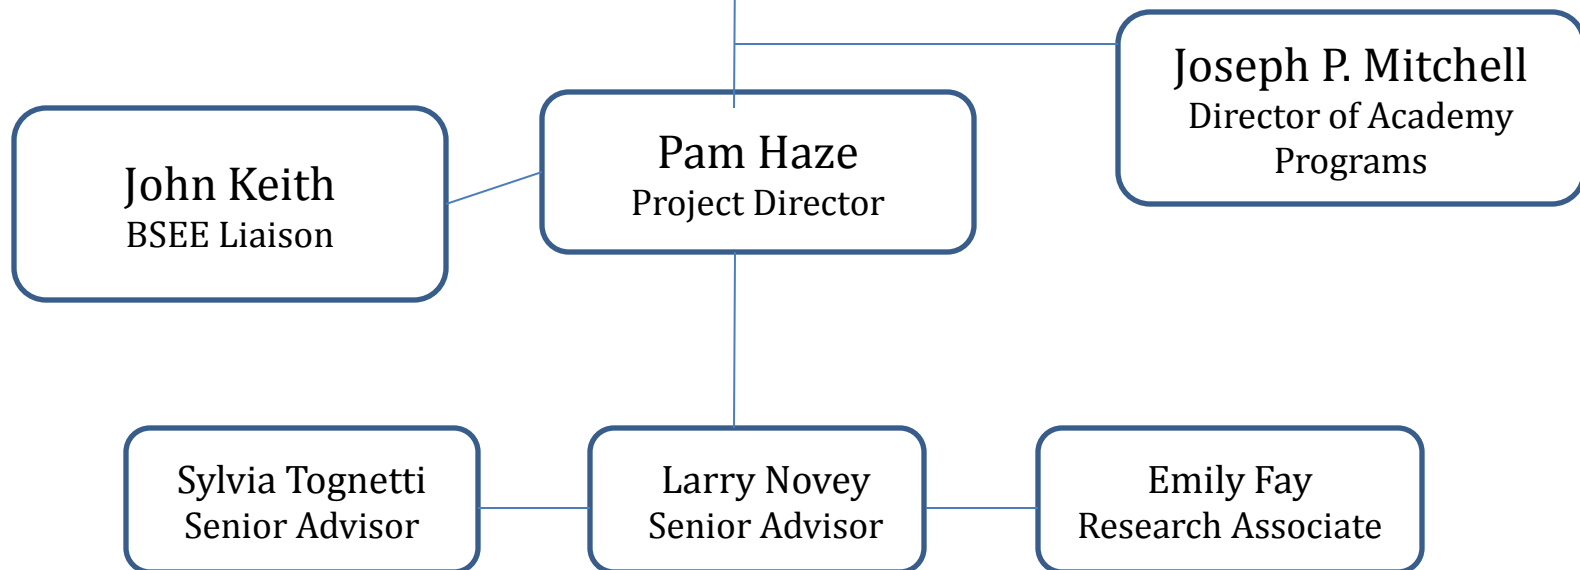 Joseph P. Mitchell
Director of Academy
Programs
Pam Haze
Project Director
John Keith
BSEE Liaison
Sylvia Tognetti
Senior Advisor
Larry Novey
Senior Advisor
Emily Fay
Research Associate